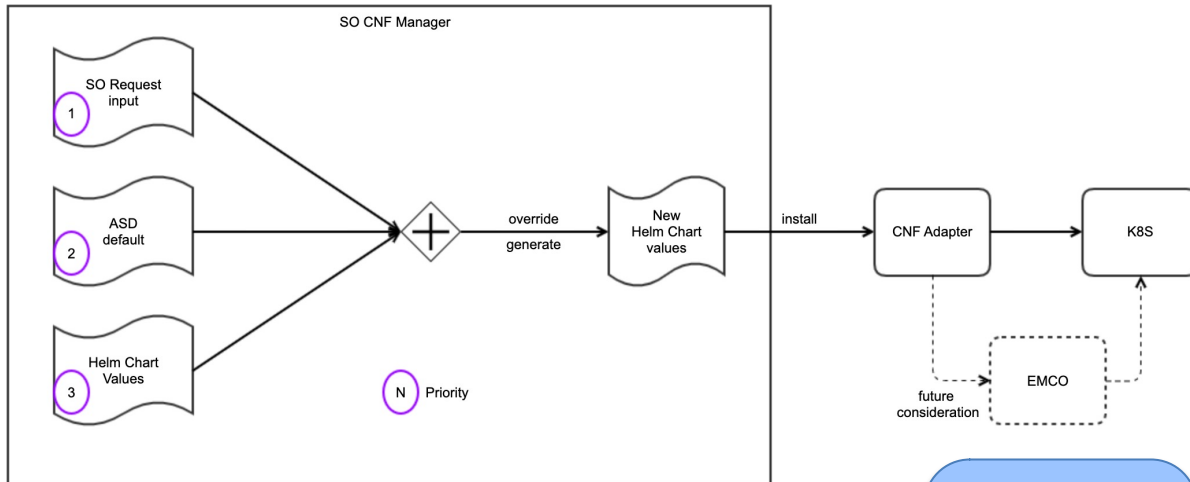 SO CNF Manager
SO Request
input
1
ASD
default
2
Helm Chart
Values
3
N
Priority
override
generate
New
Helm Chart
values
install
CNF Adapter
K8S
EMCO
future
consideration